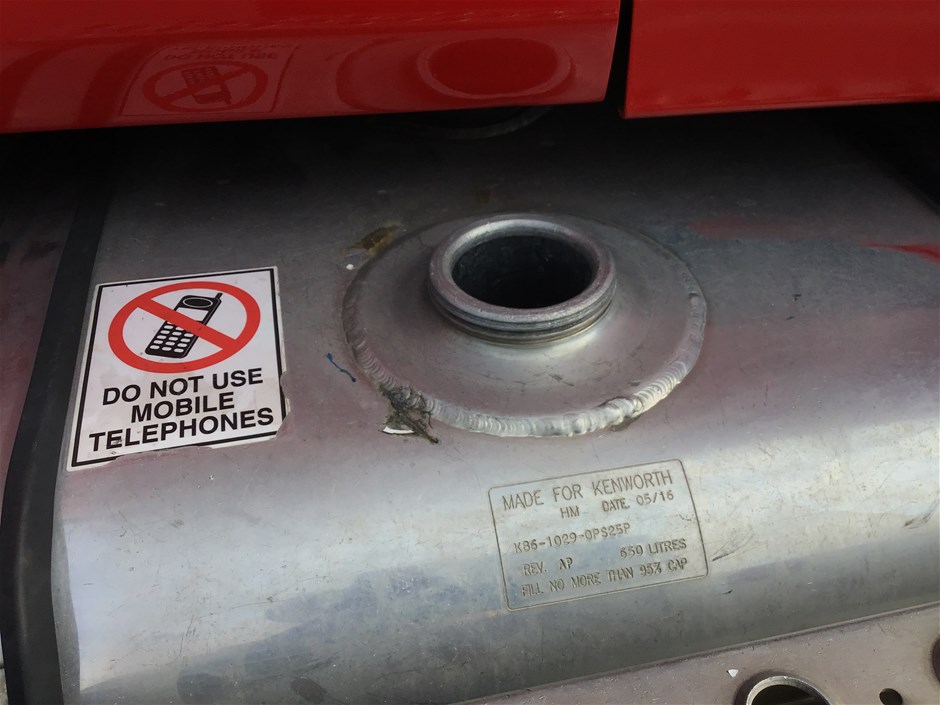 DO NOT USE
MOBILE
TELEPHONES
MADE FOR KENWORTH
HM DATE. 05/16
K86-1029-0PS25P
REV. AP 650 LITRES
FILL NO MORE THAN 95% CAP